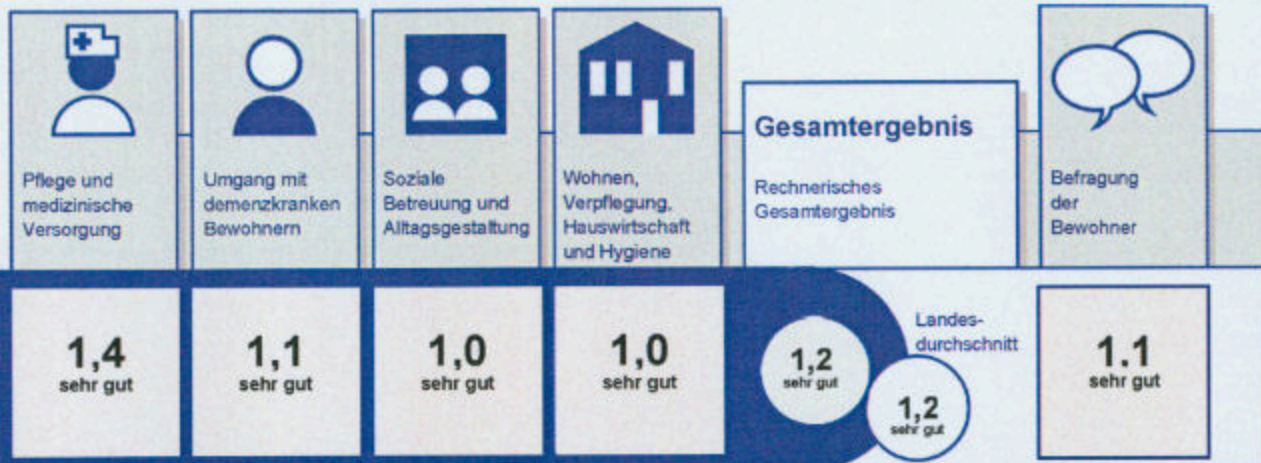 Pflege und
medizinische
Versorgung
1,4
sehr gut
Umgang mit
demenzkranken
Bewohnern
1,1
sehr gut
Soziale
Betreuung und
Alltagsgestaltung
1,0
sehr gut
Wohnen,
Verpflegung,
Hauswirtschaft
und Hygiene
1,0
sehr gut
Gesamtergebnis
Rechnerisches
Gesamtergebnis
1,2
sehr gut
Landes-
durchschnitt
1,2
sehr gut
Befragung
der
Bewohner
1.1
sehr gut